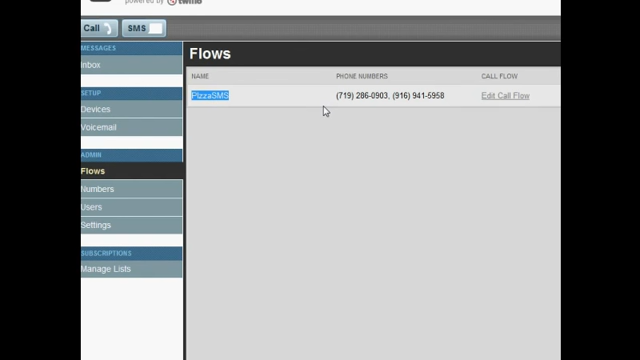 powered by twilio
Call SMS
MESSAGES
Inbox
SETUP
Devices
Voicemail
ADMIN
Flows
Numbers
Users
Settings
SUBSCRIPTIONS
Manage Lists
Flows
NAME PHONE NUMBERS CALL FLOW
PizzaSMS (719) 286-0903, (916) 941-5958 Edit Call Flow